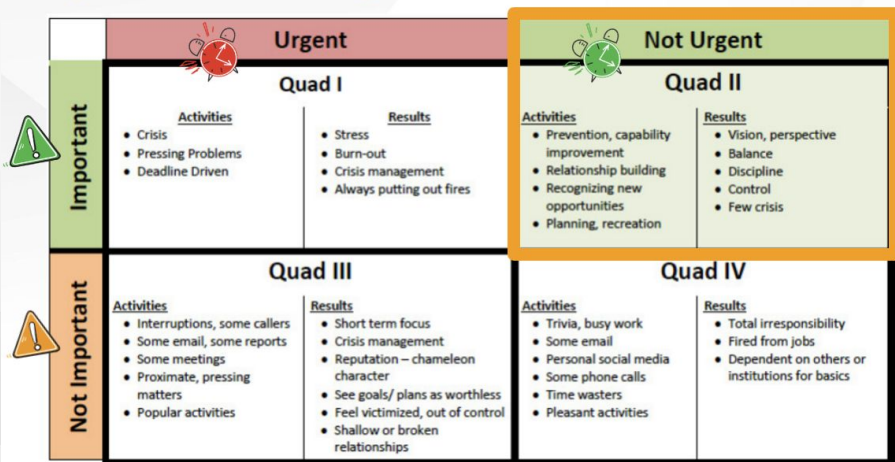 Urgent
Not Urgent
Important
Quad I
Activities
• Crisis
• Pressing Problems
• Deadline Driven
Results
• Stress
• Burn-out
• Crisis management
• Always putting out fires
Quad II
Activities
• Prevention, capability
improvement
• Relationship building
• Recognizing new
opportunities
• Planning, recreation
Results
• Vision, perspective
• Balance
• Discipline
• Control
• Few crisis
Not Important
Quad III
Activities
• Interruptions, some callers
• Some email, some reports
• Some meetings
• Proximate, pressing
matters
• Popular activities
Results
• Short term focus
• Crisis management
• Reputation – chameleon
character
• See goals/ plans as worthless
• Feel victimized, out of control
• Shallow or broken
relationships
Quad IV
Activities
• Trivia, busy work
• Some email
• Personal social media
• Some phone calls
• Time wasters
• Pleasant activities
Results
• Total irresponsibility
• Fired from jobs
• Dependent on others or
institutions for basics